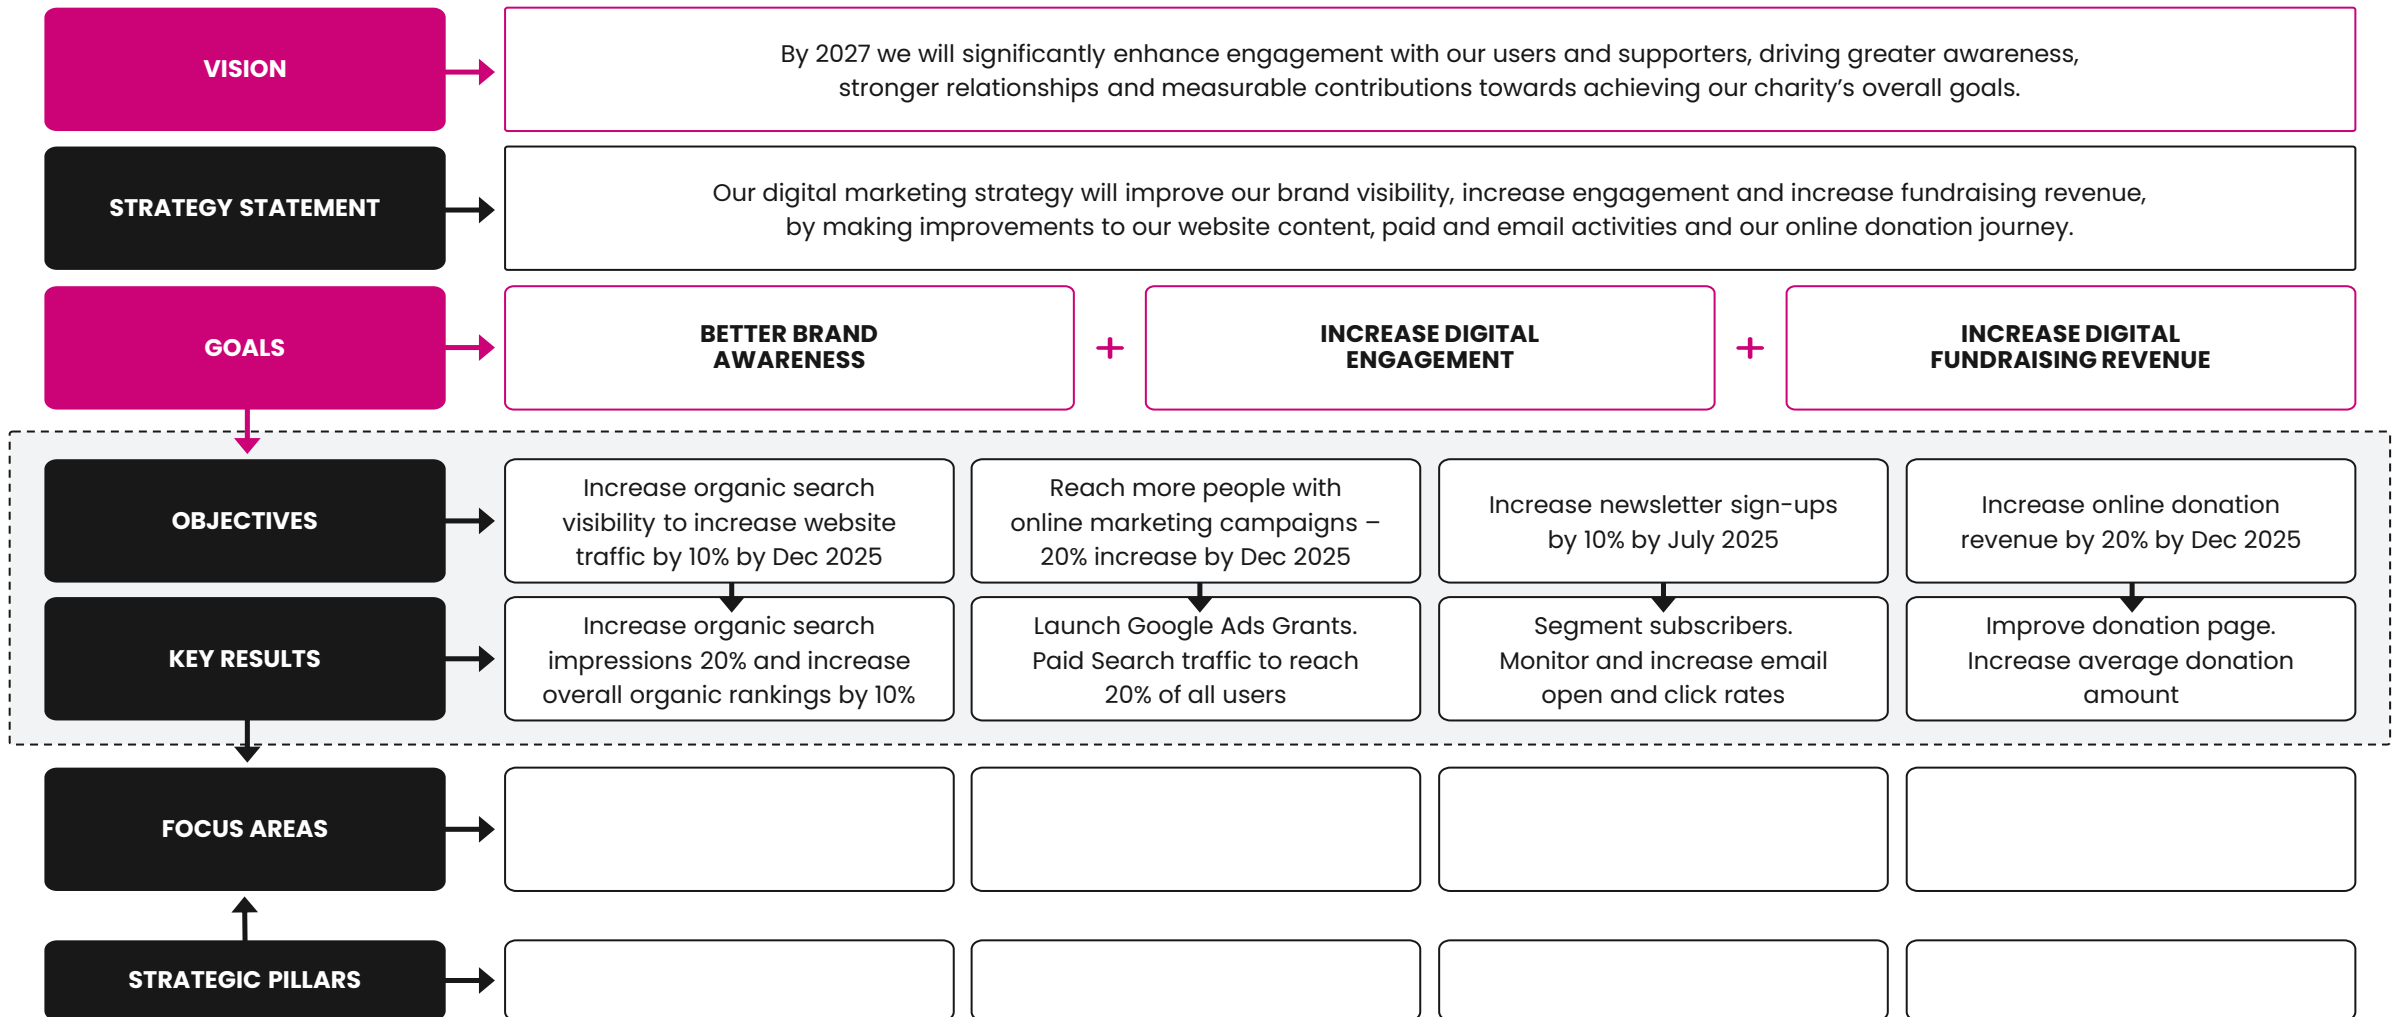 VISION
By 2027 we will significantly enhance engagement with our users and supporters, driving greater awareness,
stronger relationships and measurable contributions towards achieving our charity’s overall goals.
STRATEGY STATEMENT
Our digital marketing strategy will improve our brand visibility, increase engagement and increase fundraising revenue,
by making improvements to our website content, paid and email activities and our online donation journey.
GOALS
BETTER BRAND
AWARENESS
+
INCREASE DIGITAL
ENGAGEMENT
+
INCREASE DIGITAL
FUNDRAISING REVENUE
OBJECTIVES
Increase organic search
visibility to increase website
traffic by 10% by Dec 2025
Reach more people with
online marketing campaigns –
20% increase by Dec 2025
Increase newsletter sign-ups
by 10% by July 2025
Increase online donation
revenue by 20% by Dec 2025
KEY RESULTS
Increase organic search
impressions 20% and increase
overall organic rankings by 10%
Launch Google Ads Grants.
Paid Search traffic to reach
20% of all users
Segment subscribers.
Monitor and increase email
open and click rates
Improve donation page.
Increase average donation
amount
FOCUS AREAS
STRATEGIC PILLARS